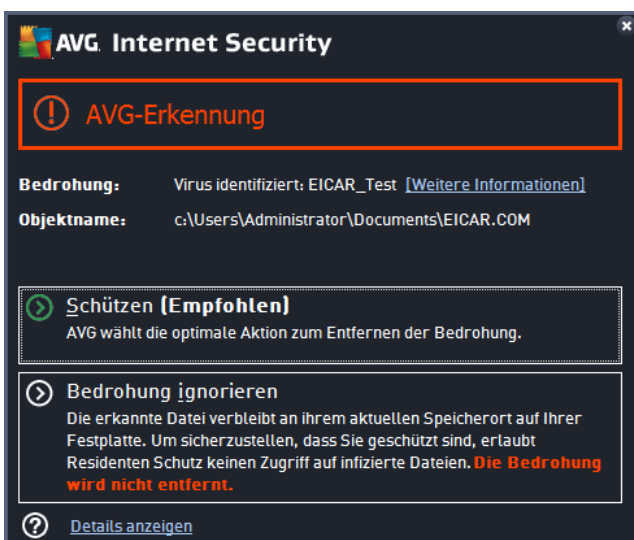 AVG. Internet Security
AVG-Erkennung
Bedrohung: Virus identifiziert: EICAR_Test [Weitere Informationen]
Objektname: c:\Users\Administrator\Documents\EICAR.COM
Schützen (Empfohlen)
AVG wählt die optimale Aktion zum Entfernen der Bedrohung.
Bedrohung ignorieren
Die erkannte Datei verbleibt an ihrem aktuellen Speicherort auf Ihrer
Festplatte. Um sicherzustellen, dass Sie geschützt sind, erlaubt
Residenten Schutz keinen Zugriff auf infizierte Dateien. Die Bedrohung
wird nicht entfernt.
Details anzeigen